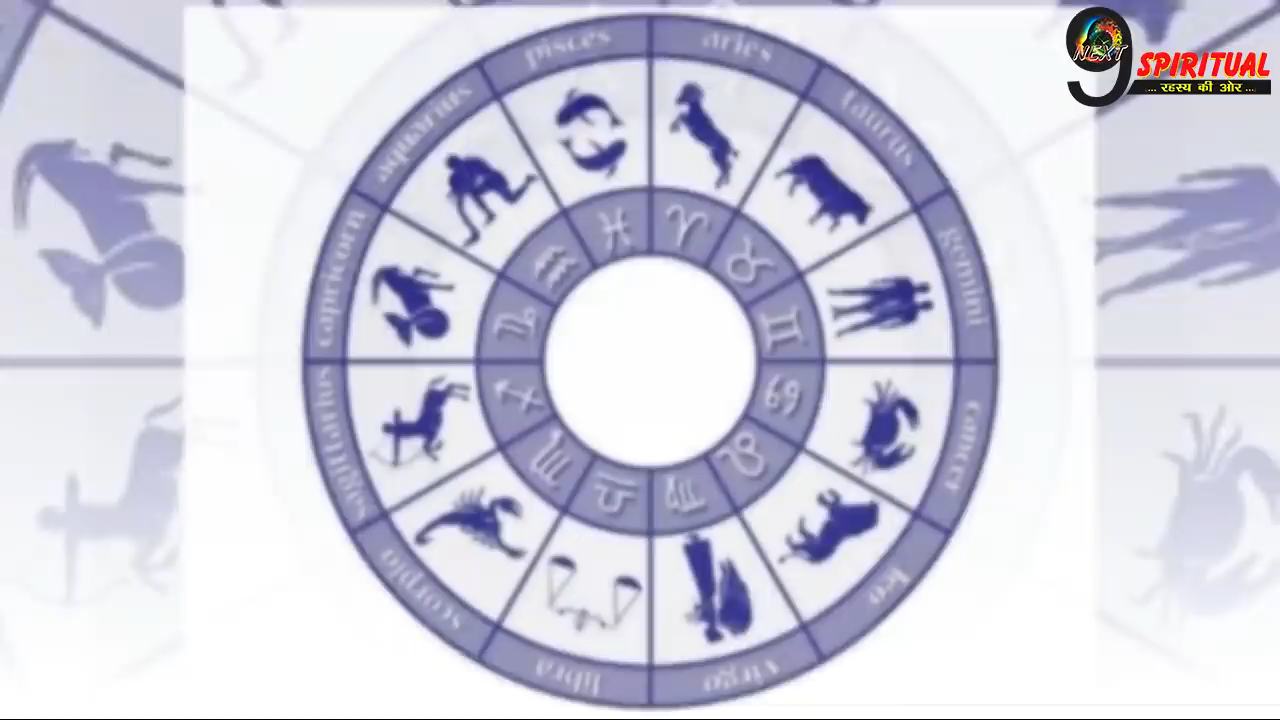 9
NEXT
SPIRITUAL
... रहस्य की ओर ...
pisces
aries
taurus
gemini
cancer
leo
virgo
libra
scorpio
sagittarius
capricorn
aquarius